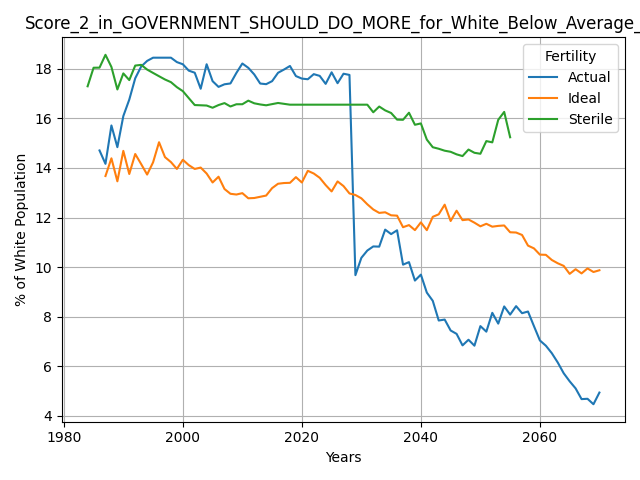 Score_2_in_GOVERNMENT_SHOULD_DO_MORE_for_White_Below_Average_
Fertility
Actual
Ideal
Sterile
% of White Population
18
16
14
12
10
8
6
4
1980 2000 2020 2040 2060
Years